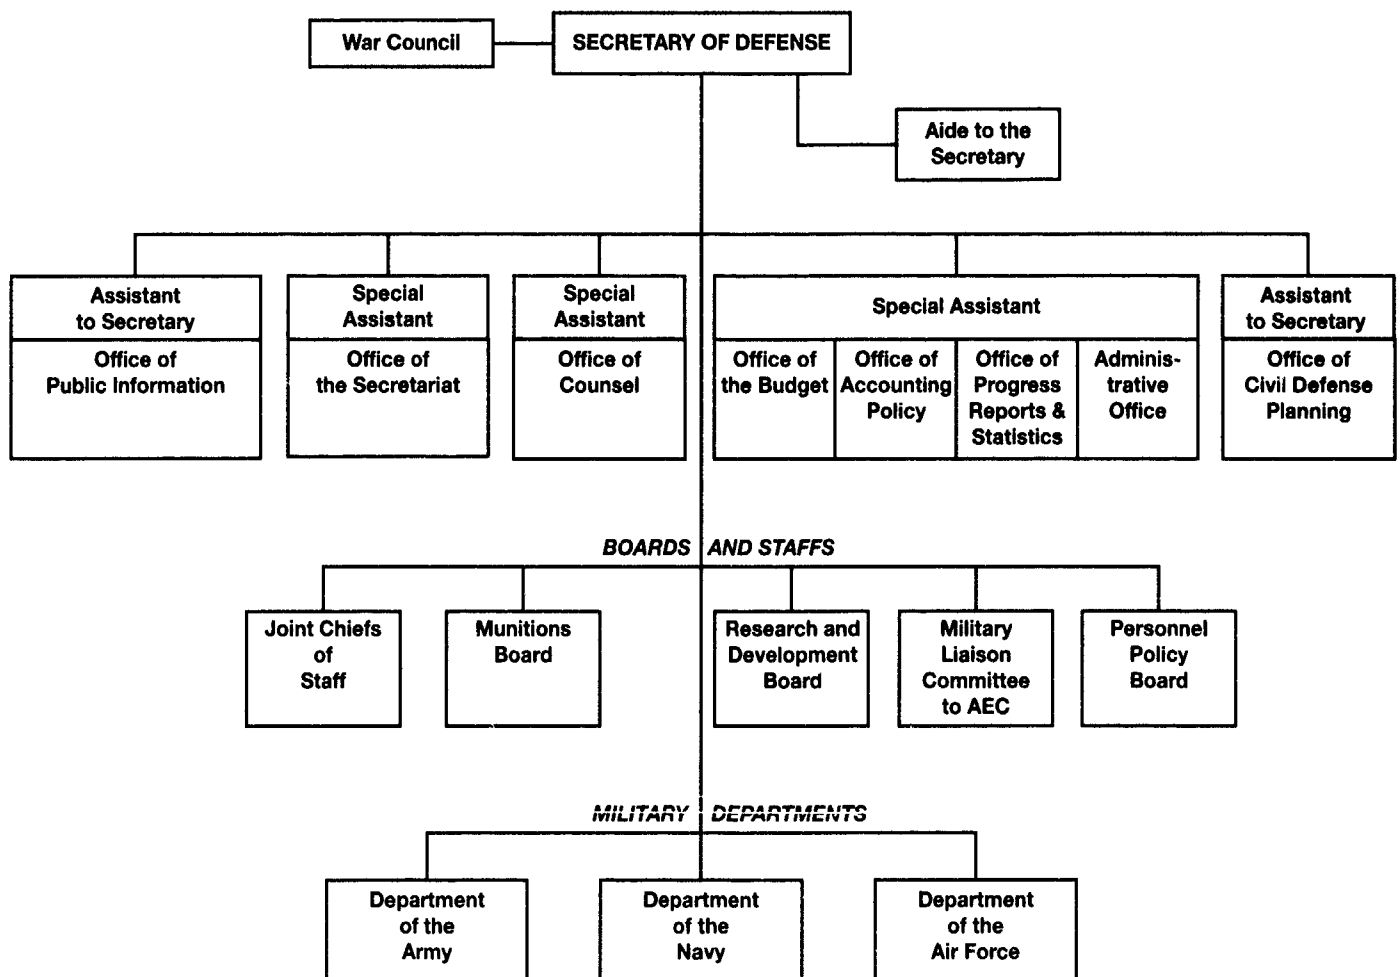 War Council
SECRETARY OF DEFENSE
Aide to the
Secretary
Assistant
to Secretary
Office of
Public Information
Special
Assistant
Office of
the Secretariat
Special
Assistant
Office of
Counsel
Special Assistant
Office of
the Budget
Office of
Accounting
Policy
Office of
Progress
Reports &
Statistics
Adminis-
trative
Office
Assistant
to Secretary
Office of
Civil Defense
Planning
BOARDS AND STAFFS
Joint Chiefs
of
Staff
Munitions
Board
Research and
Development
Board
Military
Liaison
Committee
to AEC
Personnel
Policy
Board
MILITARY DEPARTMENTS
Department
of the
Army
Department
of the
Navy
Department
of the
Air Force